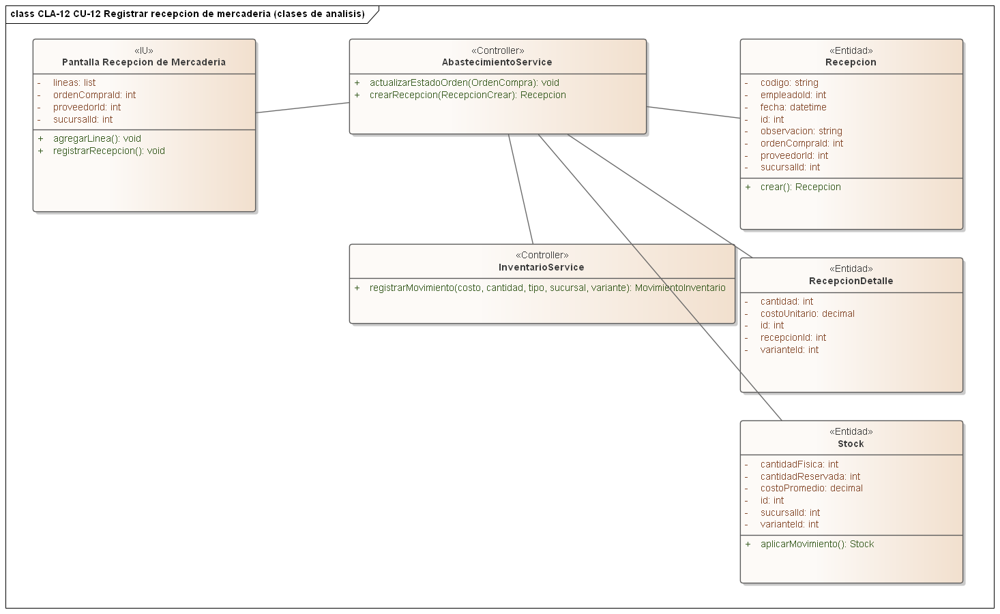 class CLA-12 CU-12 Registrar recepcion de mercaderia (clases de analisis)
«IU»
Pantalla Recepcion de Mercaderia
- lineas: list
- ordenCompraId: int
- proveedorId: int
- sucursalId: int
+ agregarLinea(): void
+ registrarRecepcion(): void
«Controller»
AbastecimientoService
+ actualizarEstadoOrden(OrdenCompra): void
+ crearRecepcion(RecepcionCrear): Recepcion
«Entidad»
Recepcion
- codigo: string
- empleadoId: int
- fecha: datetime
- id: int
- observacion: string
- ordenCompraId: int
- proveedorId: int
- sucursalId: int
+ crear(): Recepcion
«Controller»
InventarioService
+ registrarMovimiento(costo, cantidad, tipo, sucursal, variante): MovimientoInventario
«Entidad»
RecepcionDetalle
- cantidad: int
- costoUnitario: decimal
- id: int
- recepcionId: int
- varianteId: int
«Entidad»
Stock
- cantidadFisica: int
- cantidadReservada: int
- costoPromedio: decimal
- id: int
- sucursalId: int
- varianteId: int
+ aplicarMovimiento(): Stock